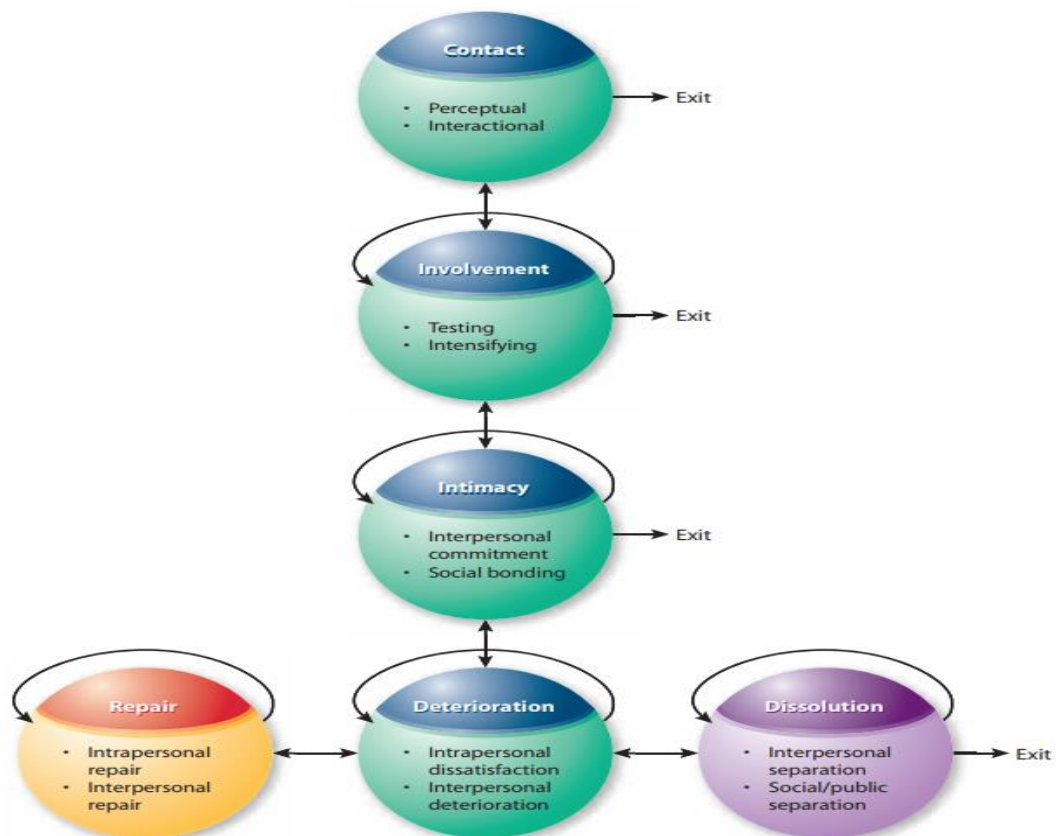 Contact
• Perceptual
• Interactional
Exit
Involvement
• Testing
• Intensifying
Exit
Intimacy
• Interpersonal
commitment
• Social bonding
Exit
Repair
• Intrapersonal
repair
• Interpersonal
repair
Deterioration
• Intrapersonal
dissatisfaction
• Interpersonal
deterioration
Dissolution
• Interpersonal
separation
• Social/public
separation
Exit